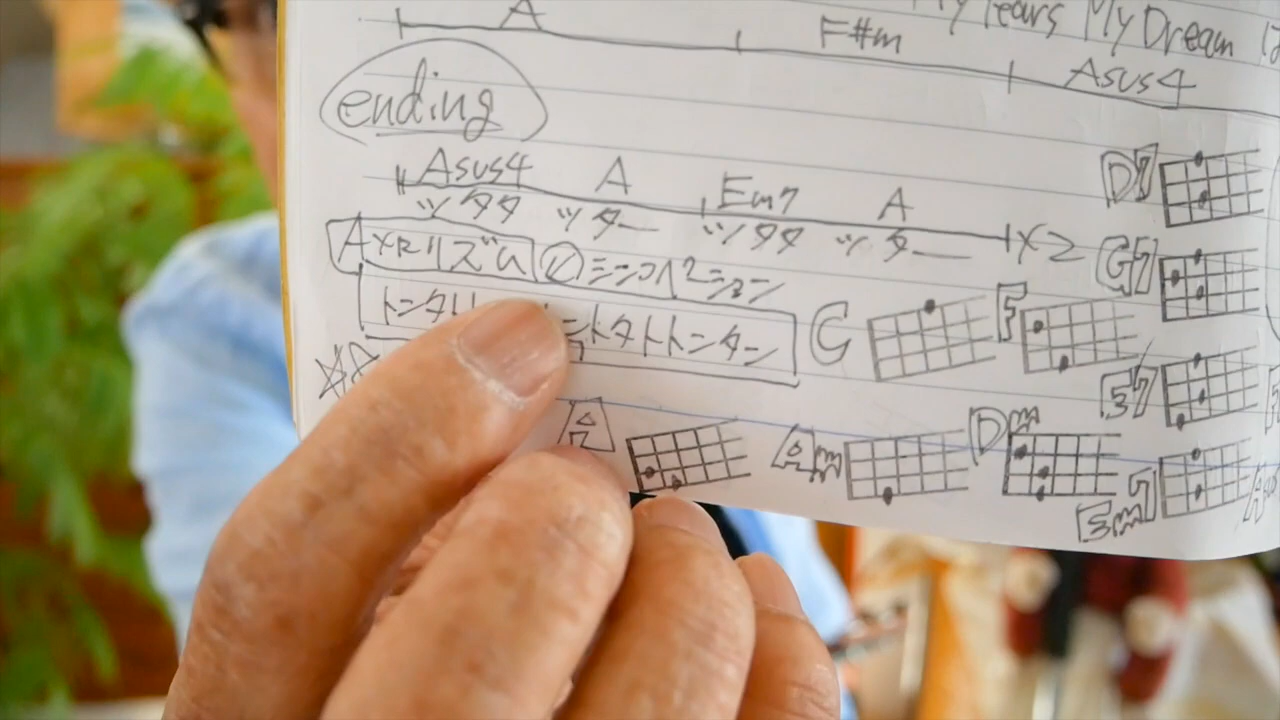 My Tears My Dream
A F#m Asus4
ending
Asus4 A Em7 A ×2
ツタタ ツター ツタタ ツター
Aメロリズム シンコペーション
トンタ トタトトンターン
D7
G7
C F
E7
A Am Dm
Em7